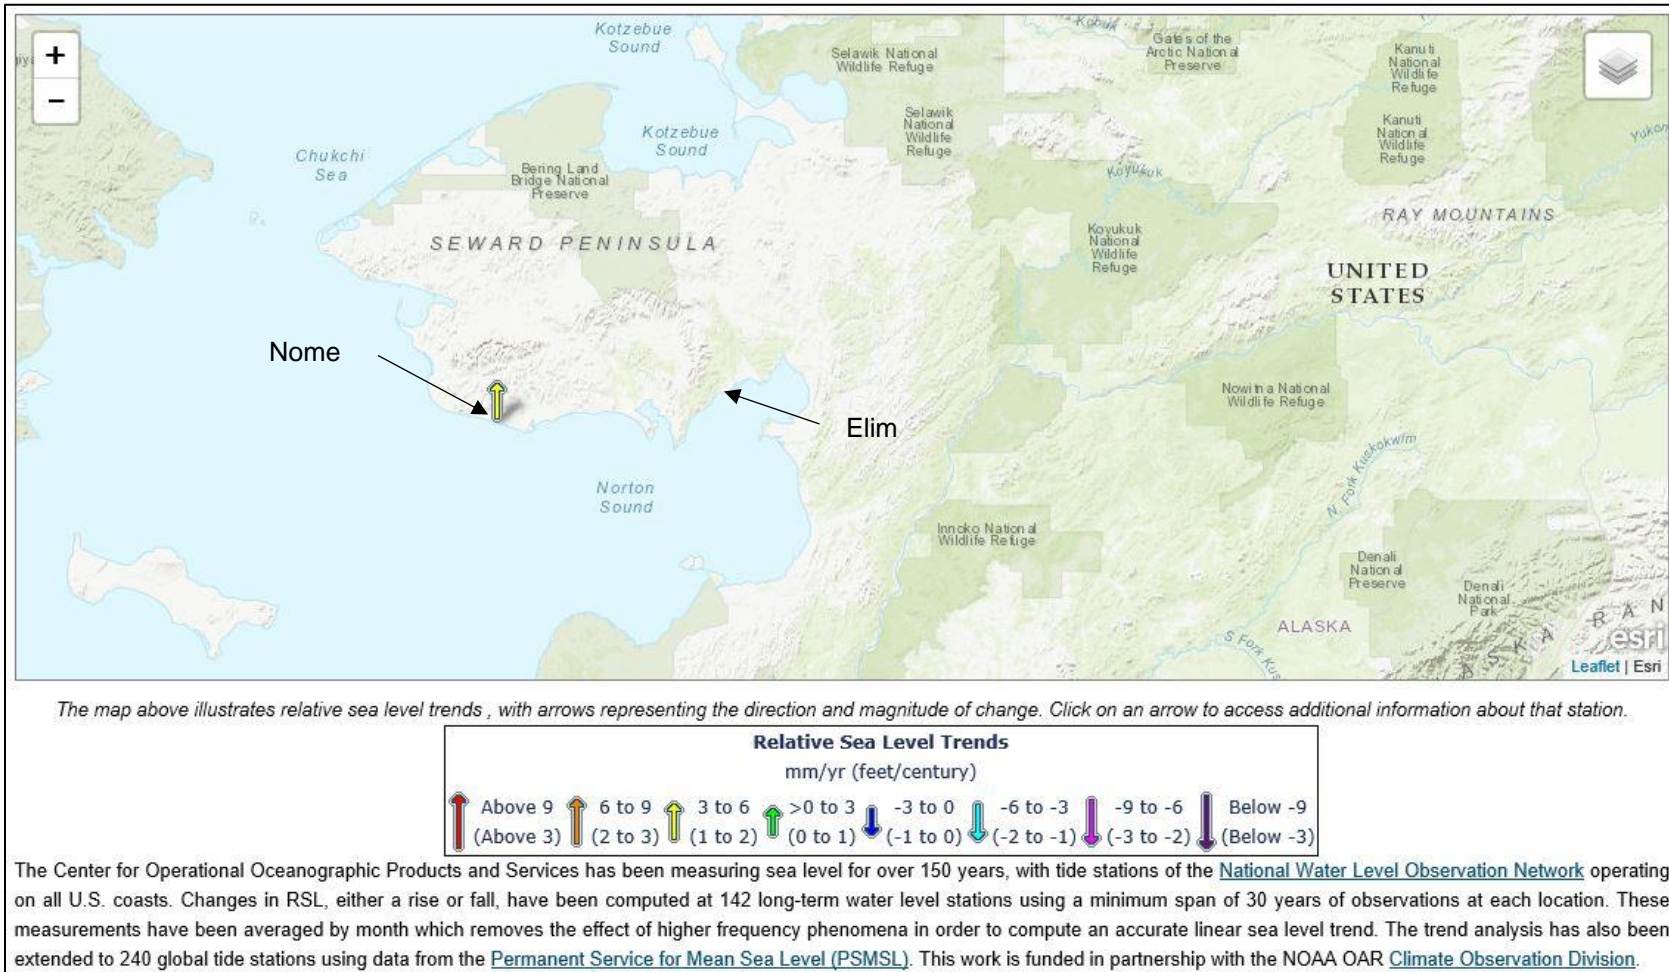 Kotzebue
Sound
Kobuk
Gates of the
Arctic National
Preserve
Selawik National
Wildlife Refuge
Kanuti
National
Wildlife
Refuge
+
−
Selawik
National
Wildlife
Refuge
Kanuti
National
Wildlife
Refuge
Yukon
Kotzebue
Sound
Chukchi
Sea
Bering Land
Bridge National
Preserve
Koyukuk
RAY MOUNTAINS
SEWARD PENINSULA
Koyukuk
National
Wildlife
Refuge
UNITED
STATES
Nome
Nowitna National
Wildlife Refuge
Elim
N. Fork Kuskokwim
Norton
Sound
Innoko National
Wildlife Refuge
Denali
National
Preserve
Denali
National
Park
ALASKA
S Fork Kus
ASKA RAN
esri
Leaflet | Esri
The map above illustrates relative sea level trends , with arrows representing the direction and magnitude of change. Click on an arrow to access additional information about that station.
Relative Sea Level Trends
mm/yr (feet/century)
Above 9 6 to 9 3 to 6 >0 to 3 -3 to 0 -6 to -3 -9 to -6 Below -9
(Above 3) (2 to 3) (1 to 2) (0 to 1) (-1 to 0) (-2 to -1) (-3 to -2) (Below -3)
The Center for Operational Oceanographic Products and Services has been measuring sea level for over 150 years, with tide stations of the National Water Level Observation Network operating
on all U.S. coasts. Changes in RSL, either a rise or fall, have been computed at 142 long-term water level stations using a minimum span of 30 years of observations at each location. These
measurements have been averaged by month which removes the effect of higher frequency phenomena in order to compute an accurate linear sea level trend. The trend analysis has also been
extended to 240 global tide stations using data from the Permanent Service for Mean Sea Level (PSMSL). This work is funded in partnership with the NOAA OAR Climate Observation Division.